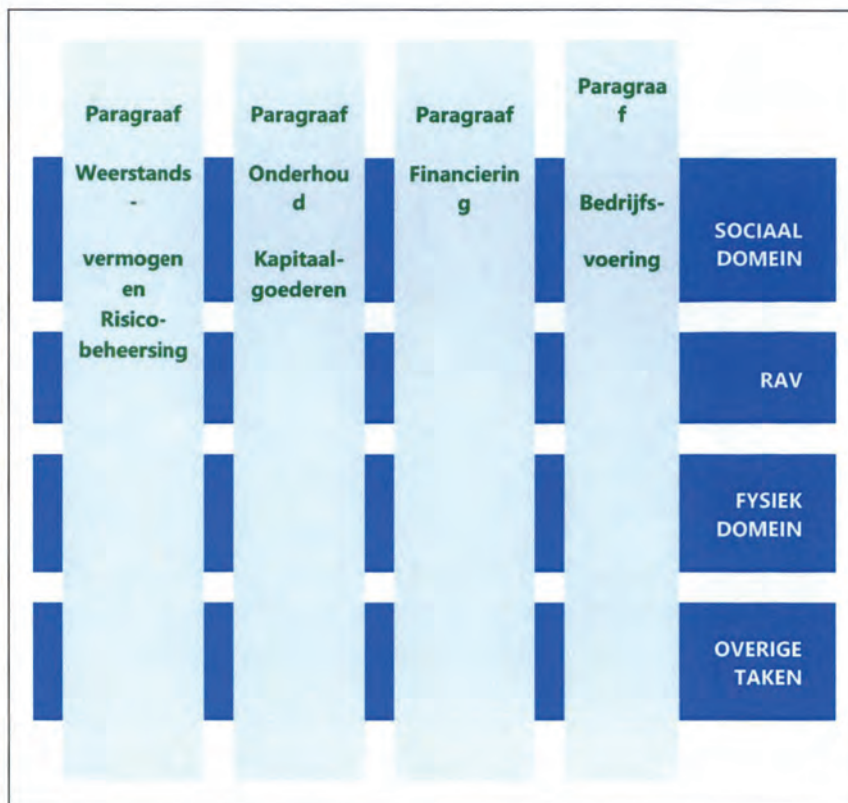 Paragraaf
Weerstands-
-
vermogen
en
Risico-
beheersing
Paragraaf
Onderhou
d
Kapitaal-
goederen
Paragraaf
Financierin
g
Paragraa
f
Bedrijfs-
voering
SOCIAAL
DOMEIN
RAV
FYSIEK
DOMEIN
OVERIGE
TAKEN